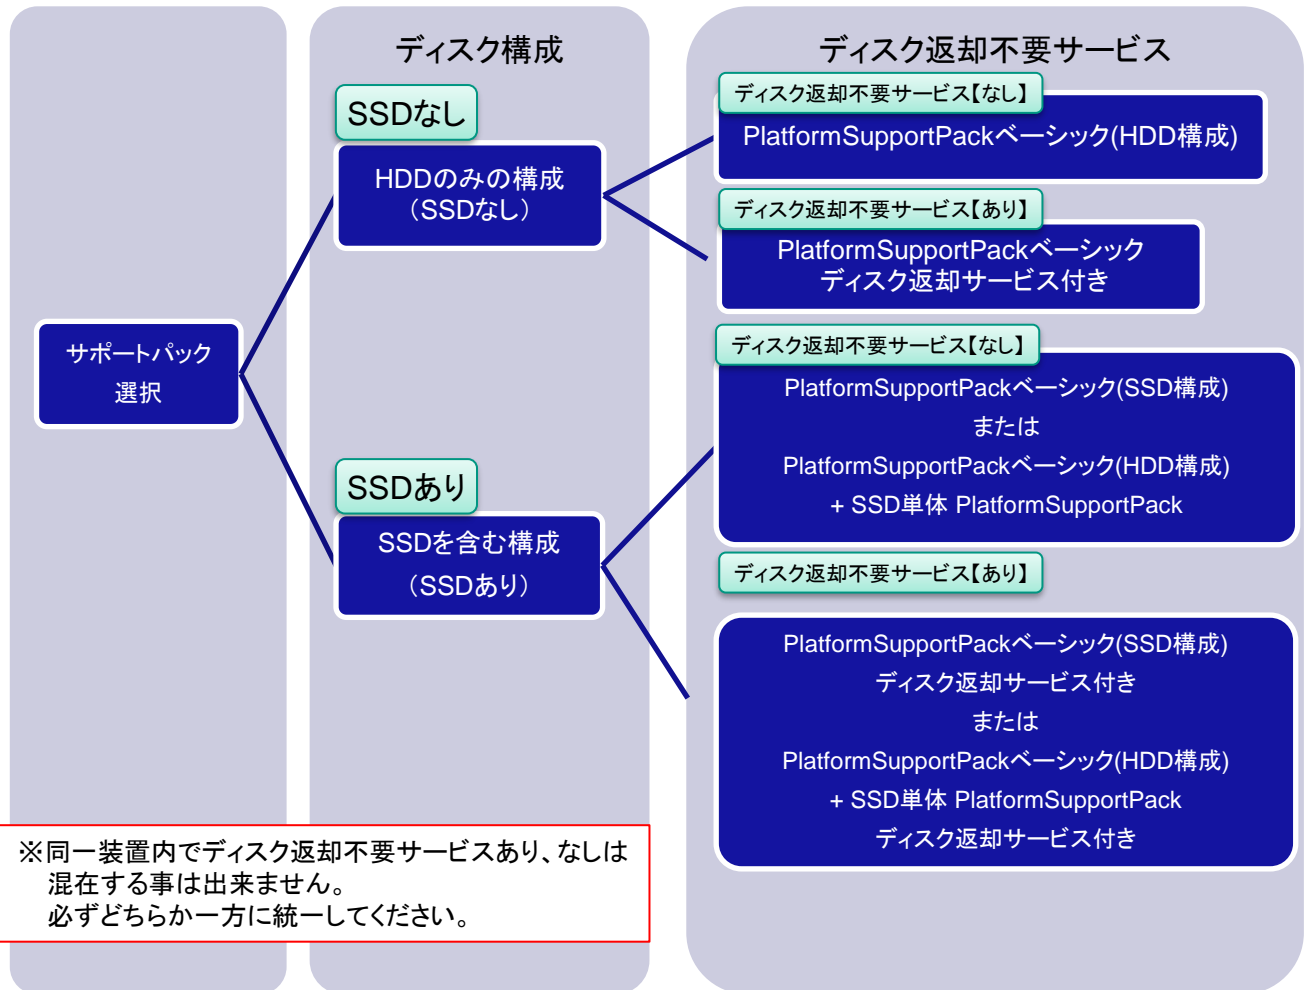 ディスク構成
ディスク返却不要サービス
サポートパック
選択
SSDなし
HDDのみの構成
（SSDなし）
ディスク返却不要サービス【なし】
PlatformSupportPackベーシック(HDD構成)
ディスク返却不要サービス【あり】
PlatformSupportPackベーシック
ディスク返却サービス付き
SSDあり
SSDを含む構成
（SSDあり）
ディスク返却不要サービス【なし】
PlatformSupportPackベーシック(SSD構成)
または
PlatformSupportPackベーシック(HDD構成)
+ SSD単体 PlatformSupportPack
ディスク返却不要サービス【あり】
PlatformSupportPackベーシック(SSD構成)
ディスク返却サービス付き
または
PlatformSupportPackベーシック(HDD構成)
+ SSD単体 PlatformSupportPack
ディスク返却サービス付き
※同一装置内でディスク返却不要サービスあり、なしは
混在する事は出来ません。
必ずどちらか一方に統一してください。